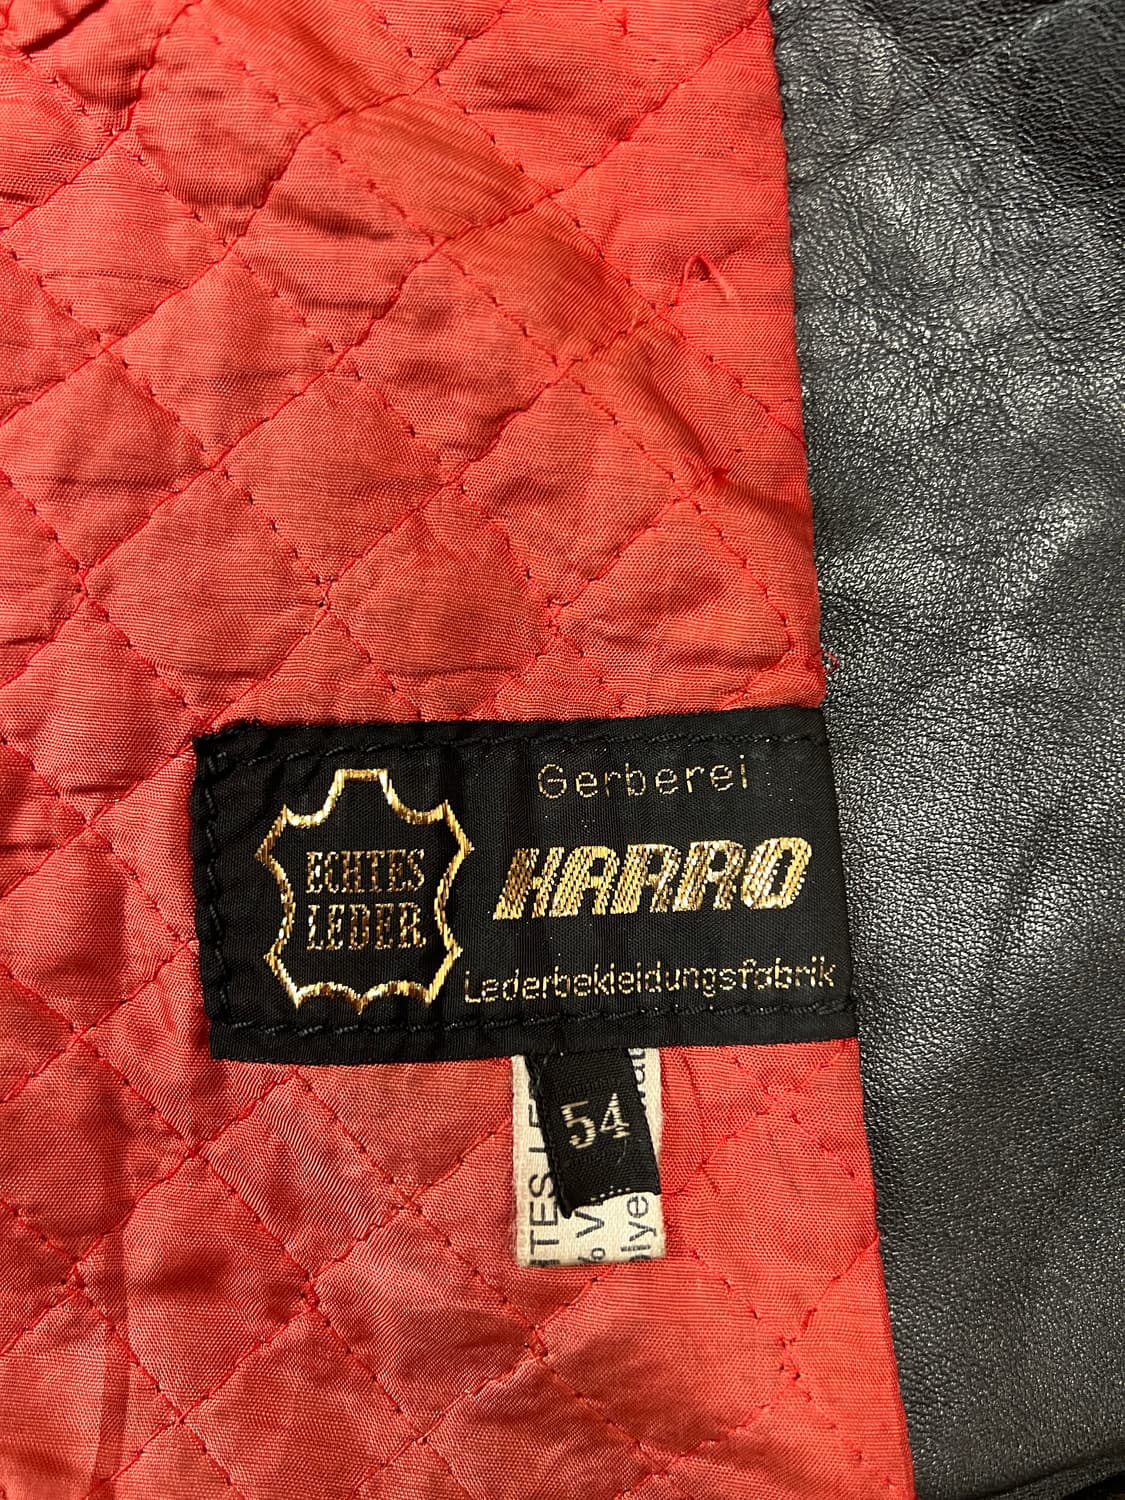 Gerberei
ECHTES
LEDER
HARRO
Lederbekleidungsfabrik
54